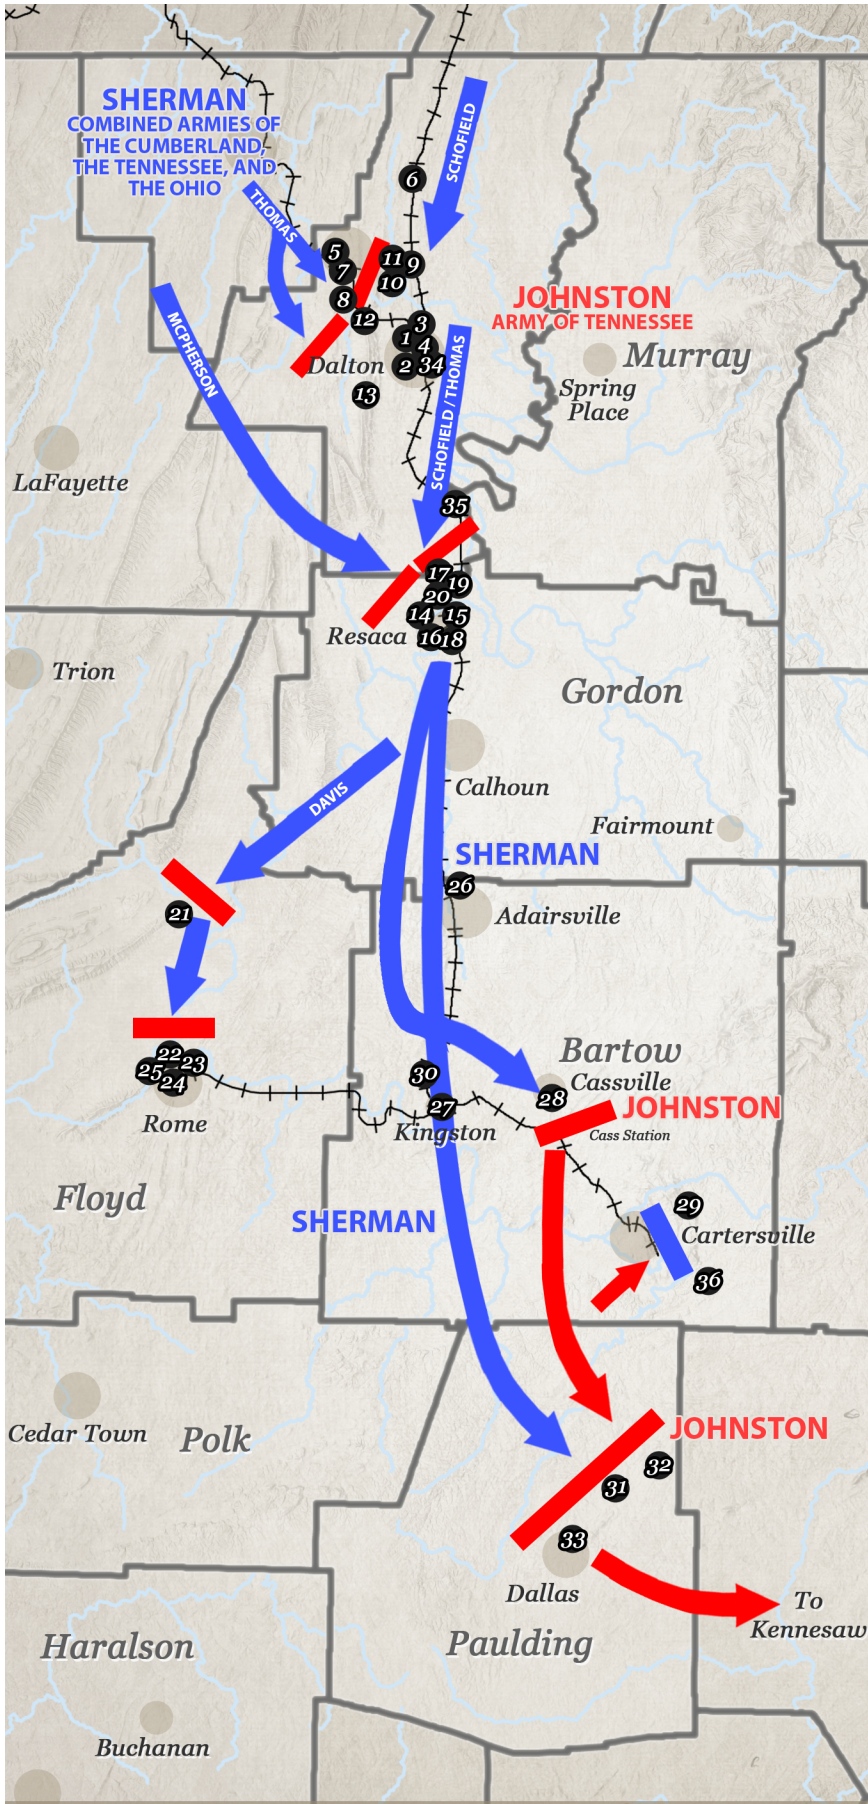 SHERMAN
COMBINED ARMIES OF
THE CUMBERLAND,
THE TENNESSEE, AND
THE OHIO
SCHOFIELD
6
THOMAS
5
7
11
9
10
8
12
JOHNSTON
ARMY OF TENNESSEE
MCPHERSON
3
1
4
2
34
Dalton
13
SCHOFIELD / THOMAS
Murray
Spring
Place
LaFayette
35
17
19
20
14
15
16
18
Resaca
Trion
Gordon
Calhoun
DAVIS
Fairmount
SHERMAN
26
Adairsville
21
22
23
25
24
Rome
Bartow
Cassville
30
28
27
Kingston
JOHNSTON
Cass Station
Floyd
SHERMAN
29
Cartersville
36
Cedar Town
Polk
JOHNSTON
32
31
33
Dallas
To
Kennesaw
Haralson
Paulding
Buchanan